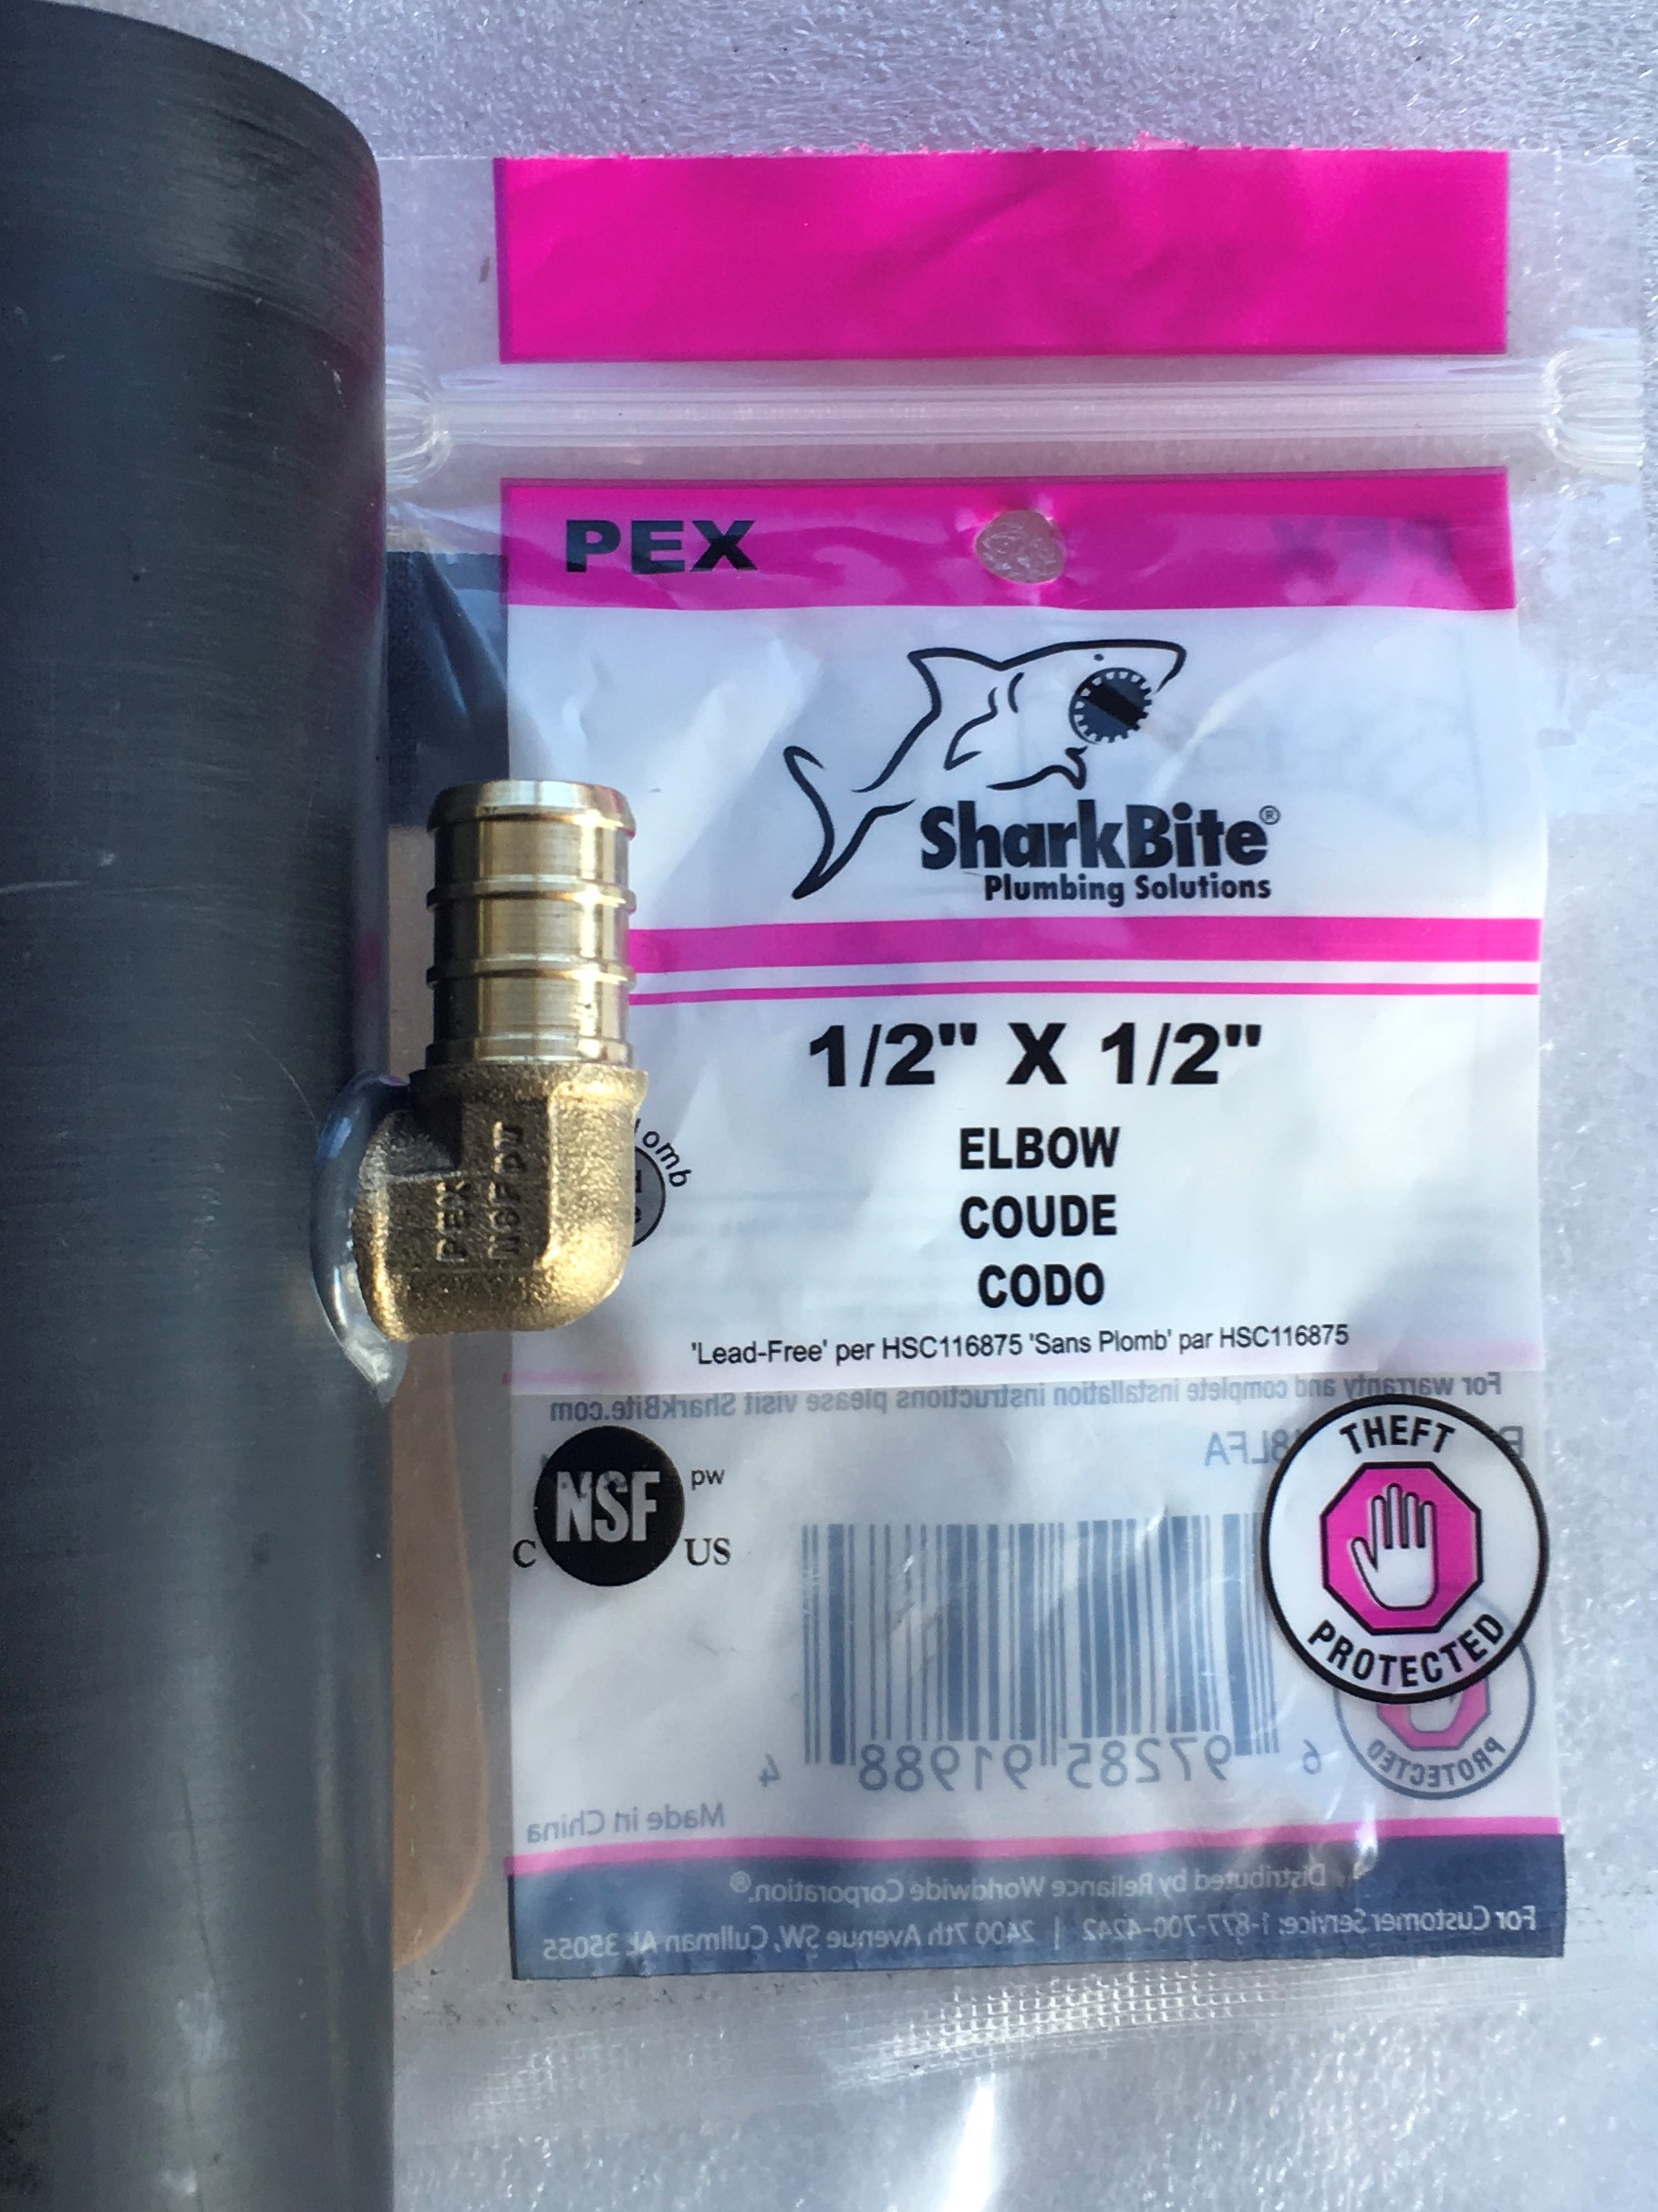 PEX
SharkBite®
Plumbing Solutions
1/2" X 1/2"
ELBOW
COUDE
CODO
'Lead-Free' per HSC116875 'Sans Plomb' par HSC116875
omb
PEX
For warranty and complete installation instructions please visit SharkBite.com
8LFA
NSF
pw
C
US
THEFT
PROTECTED
6 97285 91988 4
PROTECTED
Made in China
Distributed by Reliance Worldwide Corporation.®
For Customer Service: 1-877-700-4242 | 2400 7th Avenue SW, Cullman AL 35055